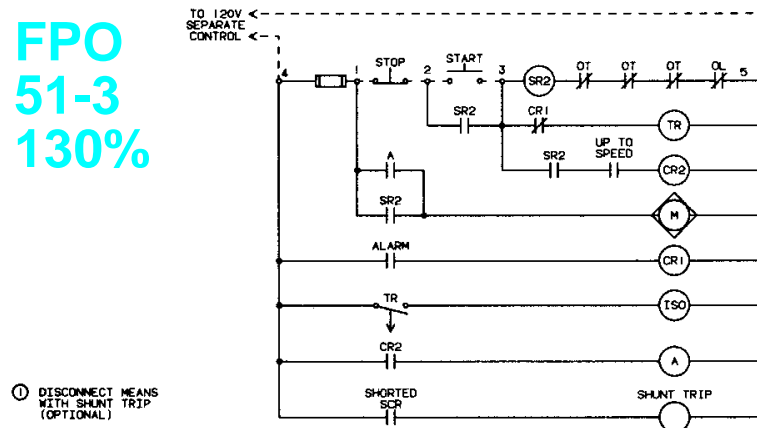 TO 120V
SEPARATE
CONTROL
FPO
51-3
130%
4
1
STOP
2
START
3
SR2
OT
OT
OT
OL
5
SR2
CR1
TR
SR2
UP TO
SPEED
CR2
A
SR2
M
ALARM
CR1
TR
ISO
CR2
A
1 DISCONNECT MEANS
WITH SHUNT TRIP
(OPTIONAL)
SHORTED
SCR
SHUNT TRIP